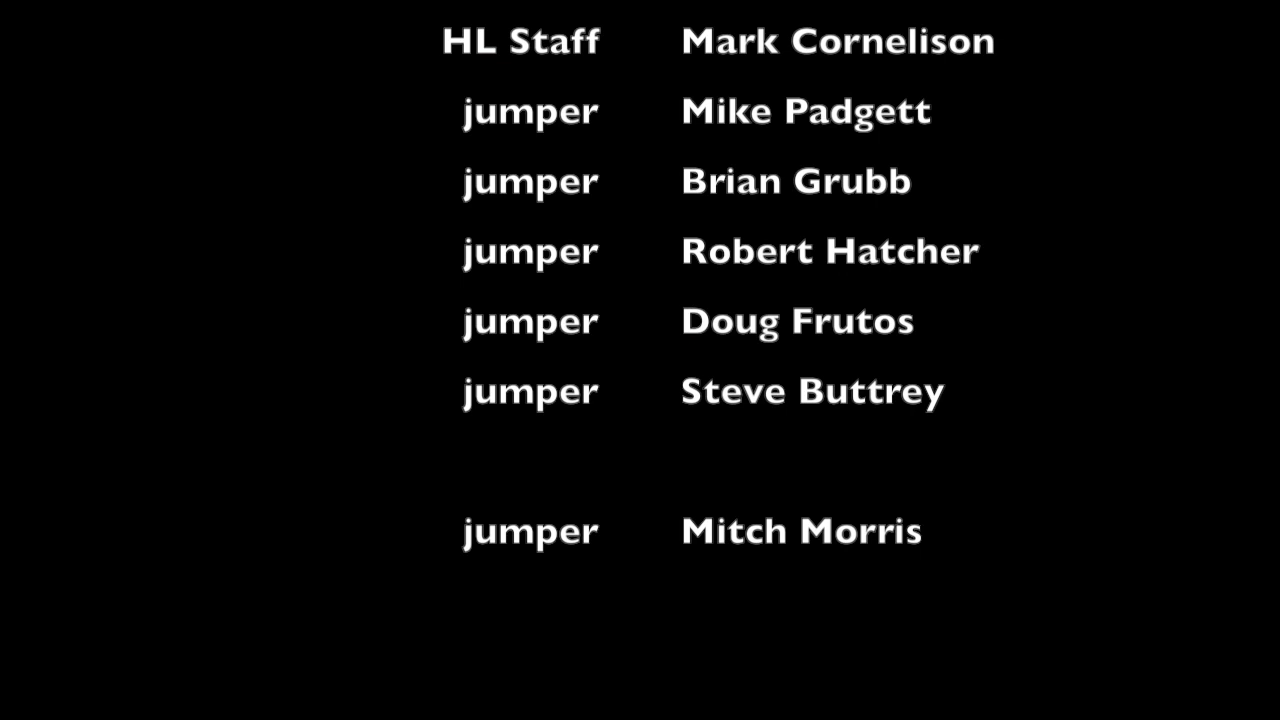 HL Staff Mark Cornelison
jumper Mike Padgett
jumper Brian Grubb
jumper Robert Hatcher
jumper Doug Frutos
jumper Steve Buttrey
jumper Mitch Morris